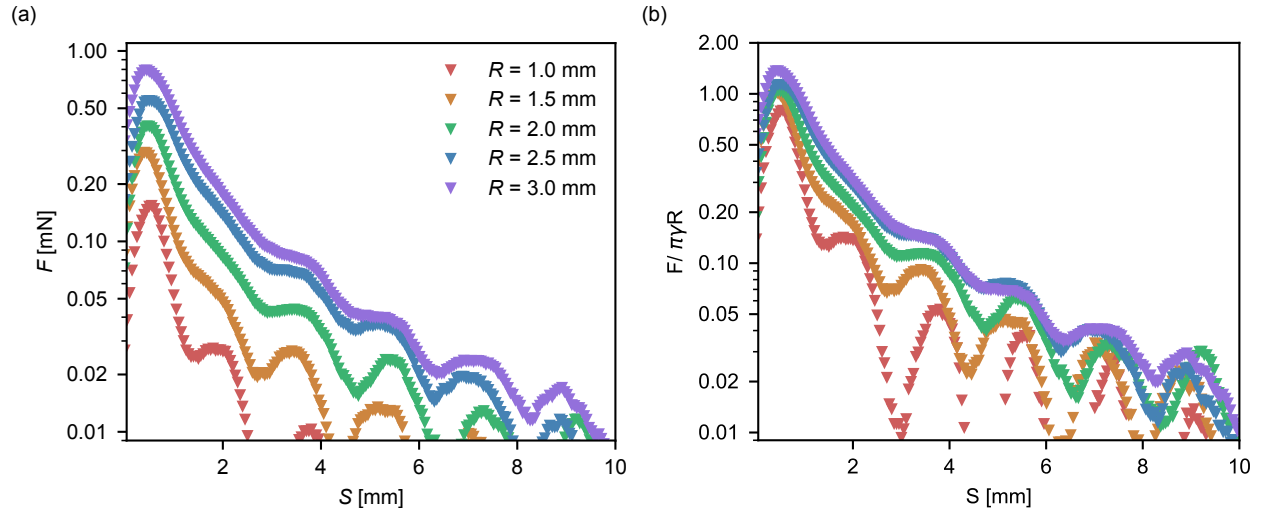 (a)
F [mN]
1.00
0.50
0.20
0.10
0.05
0.02
0.01
R = 1.0 mm
R = 1.5 mm
R = 2.0 mm
R = 2.5 mm
R = 3.0 mm
2 4 6 8 10
S [mm]
(b)
F/ πγR
2.00
1.00
0.50
0.20
0.10
0.05
0.02
0.01
2 4 6 8 10
S [mm]